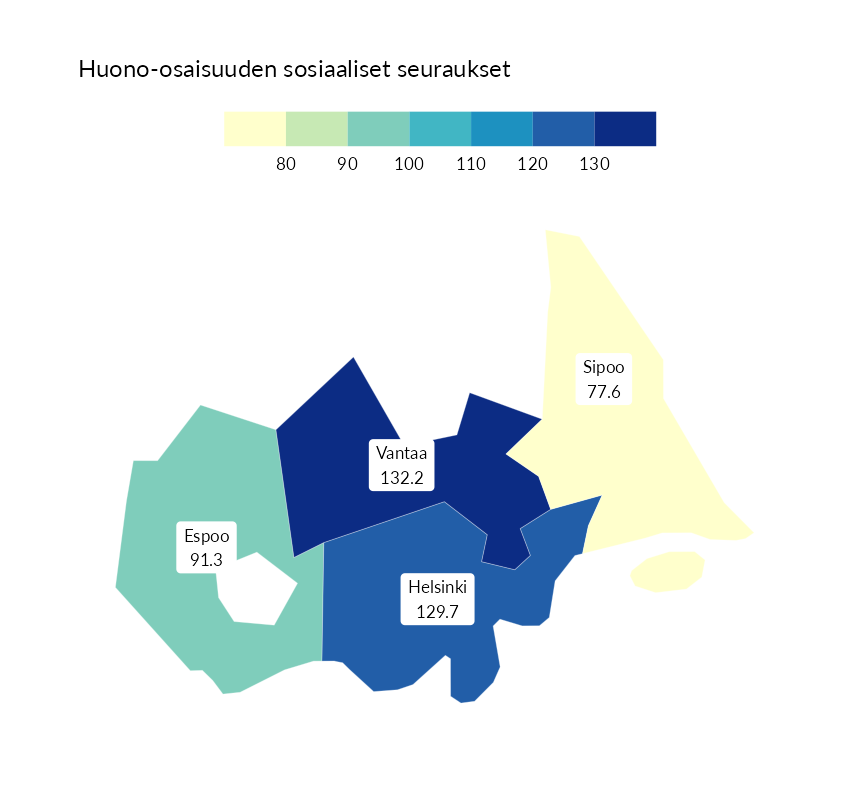 Huono-osaisuuden sosiaaliset seuraukset
80 90 100 110 120 130
Sipoo
77.6
Vantaa
132.2
Espoo
91.3
Helsinki
129.7